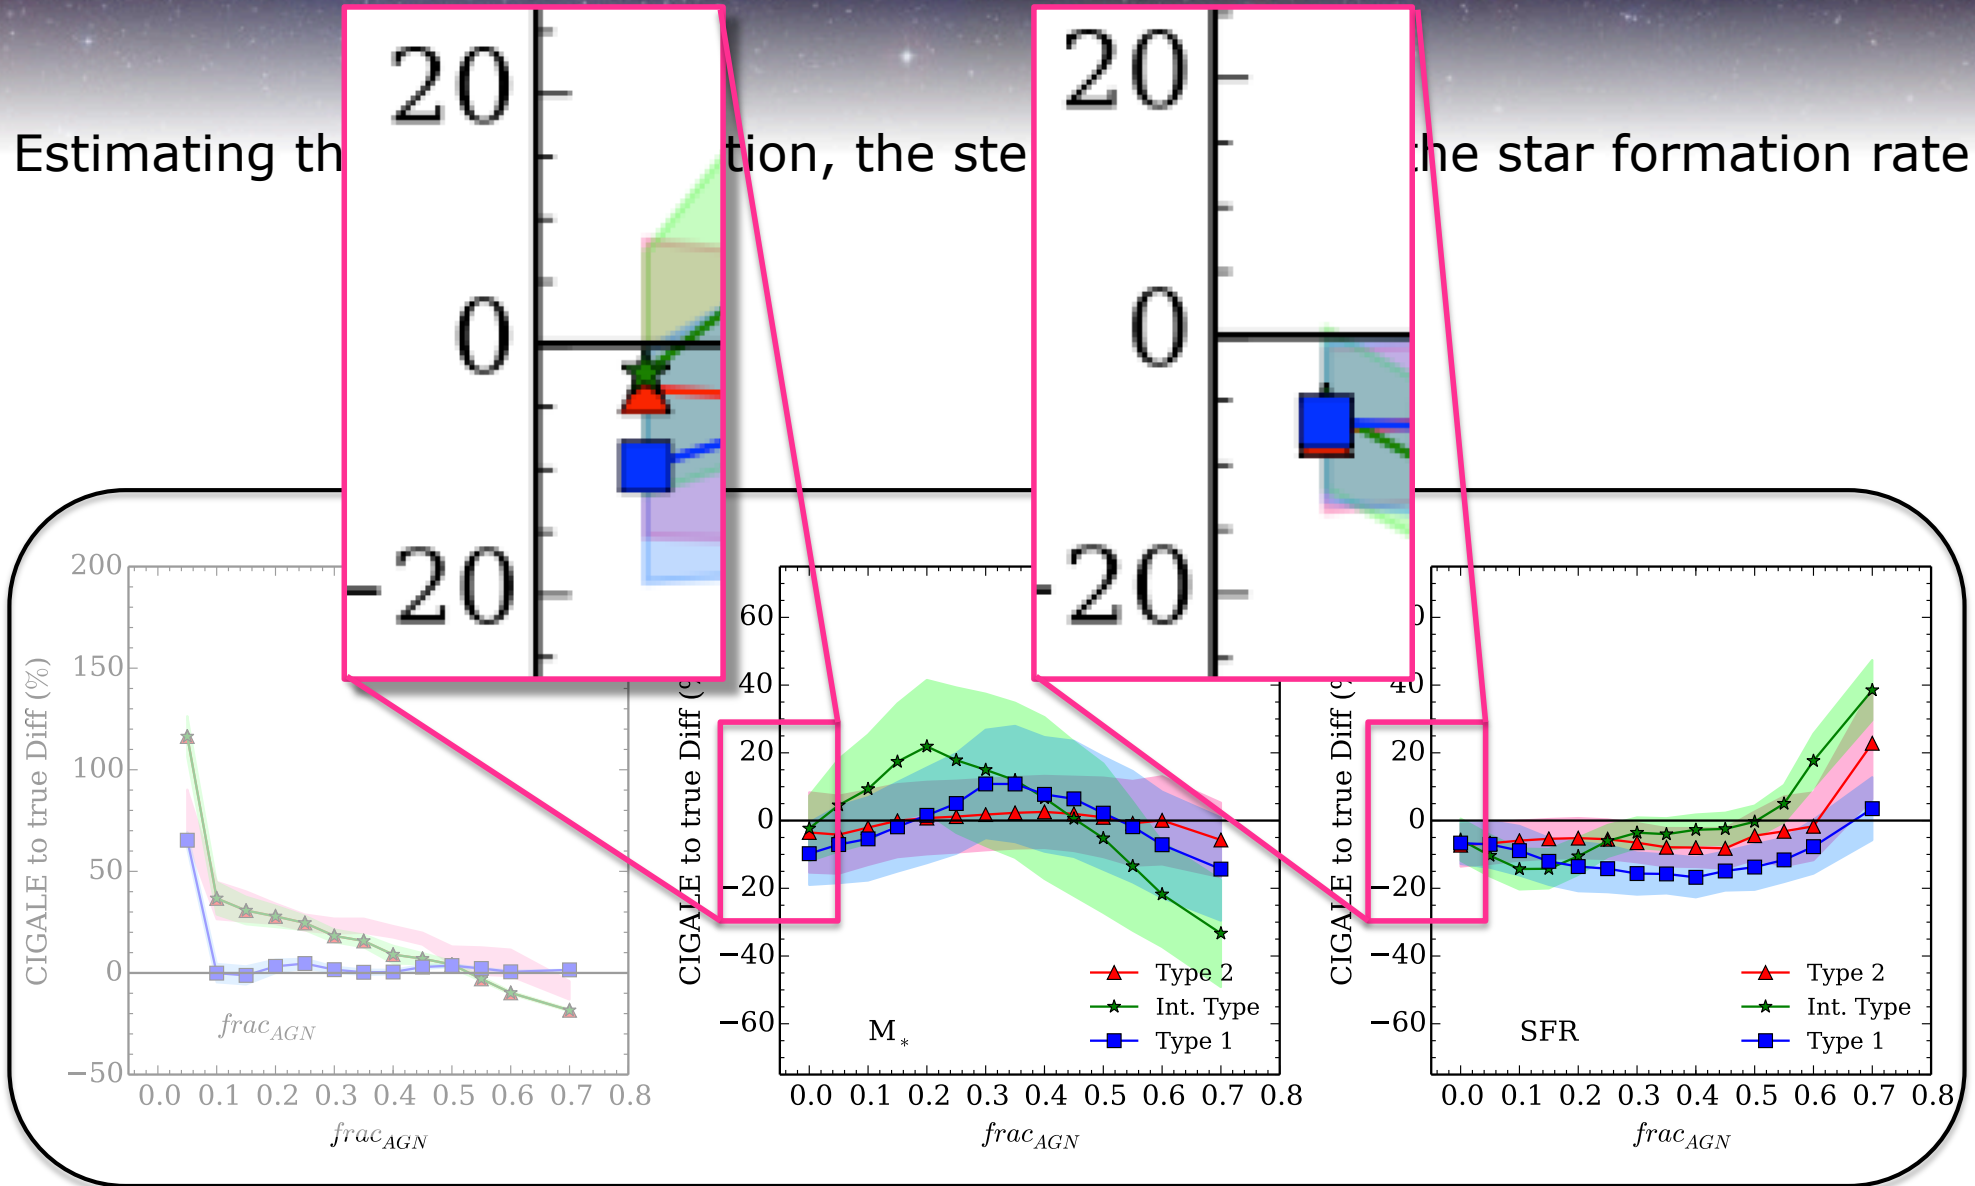 20
0
−20
20
0
-20
Estimating th tion, the ste he star formation rate
200
150
100
50
0
−50
CIGALE to true Diff (%)
frac_AGN
0.0 0.1 0.2 0.3 0.4 0.5 0.6 0.7 0.8
frac_AGN
60
40
20
0
−20
−40
−60
CIGALE to true Diff (%
M*
Type 2
Int. Type
Type 1
0.0 0.1 0.2 0.3 0.4 0.5 0.6 0.7 0.8
frac_AGN
0
40
20
0
−20
−40
−60
CIGALE to true Diff (%
SFR
Type 2
Int. Type
Type 1
0.0 0.1 0.2 0.3 0.4 0.5 0.6 0.7 0.8
frac_AGN